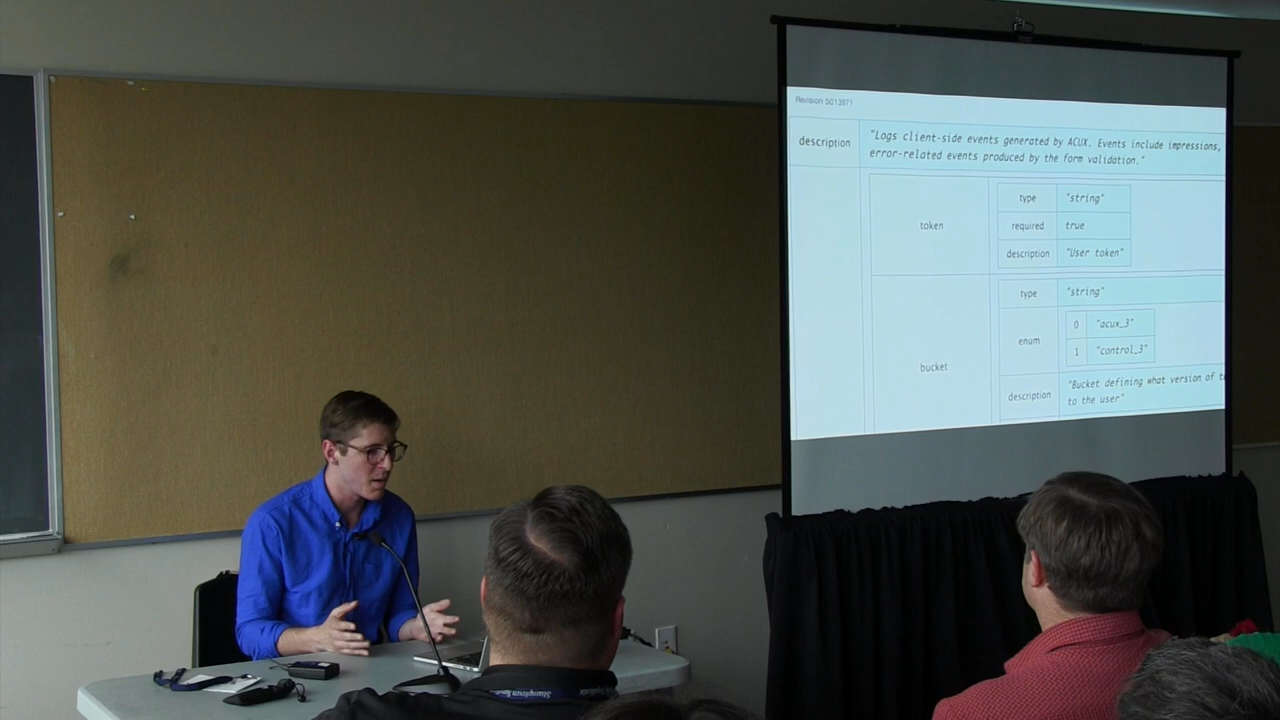 Revision 5013971
description
"Logs client-side events generated by ACUX. Events include impressions,
error-related events produced by the form validation."
token
type "string"
required true
description "User token"
bucket
type "string"
enum
0 "acux_3"
1 "control_3"
description
"Bucket defining what version of
to the user"